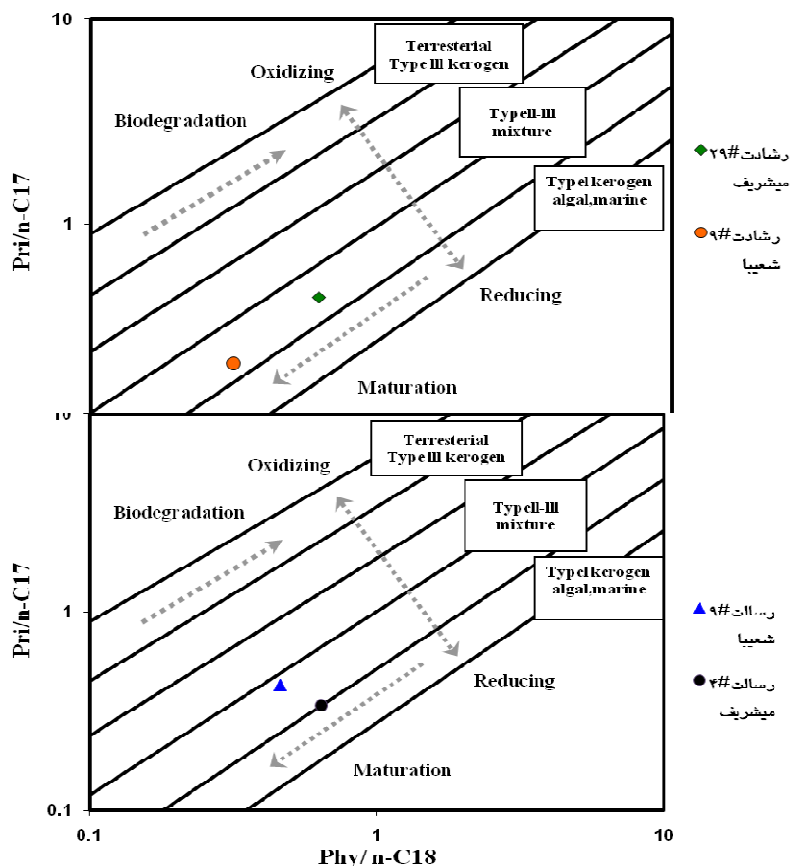 10
Terresterial
Type III kerogen
Oxidizing
TypeII-III
mixture
Biodegradation
TypeI kerogen
algal,marine
رشادت#۲۹
میشریف
رشادت#۹
شعیبا
1
Pri/n-C17
Reducing
Maturation
10
Terresterial
Type III kerogen
Oxidizing
TypeII-III
mixture
Biodegradation
TypeI kerogen
algal,marine
رسالت#۹
شعیبا
رسالت#۴
میشریف
1
Pri/n-C17
Reducing
Maturation
0.1
0.1
1
10
Phy/ n-C18